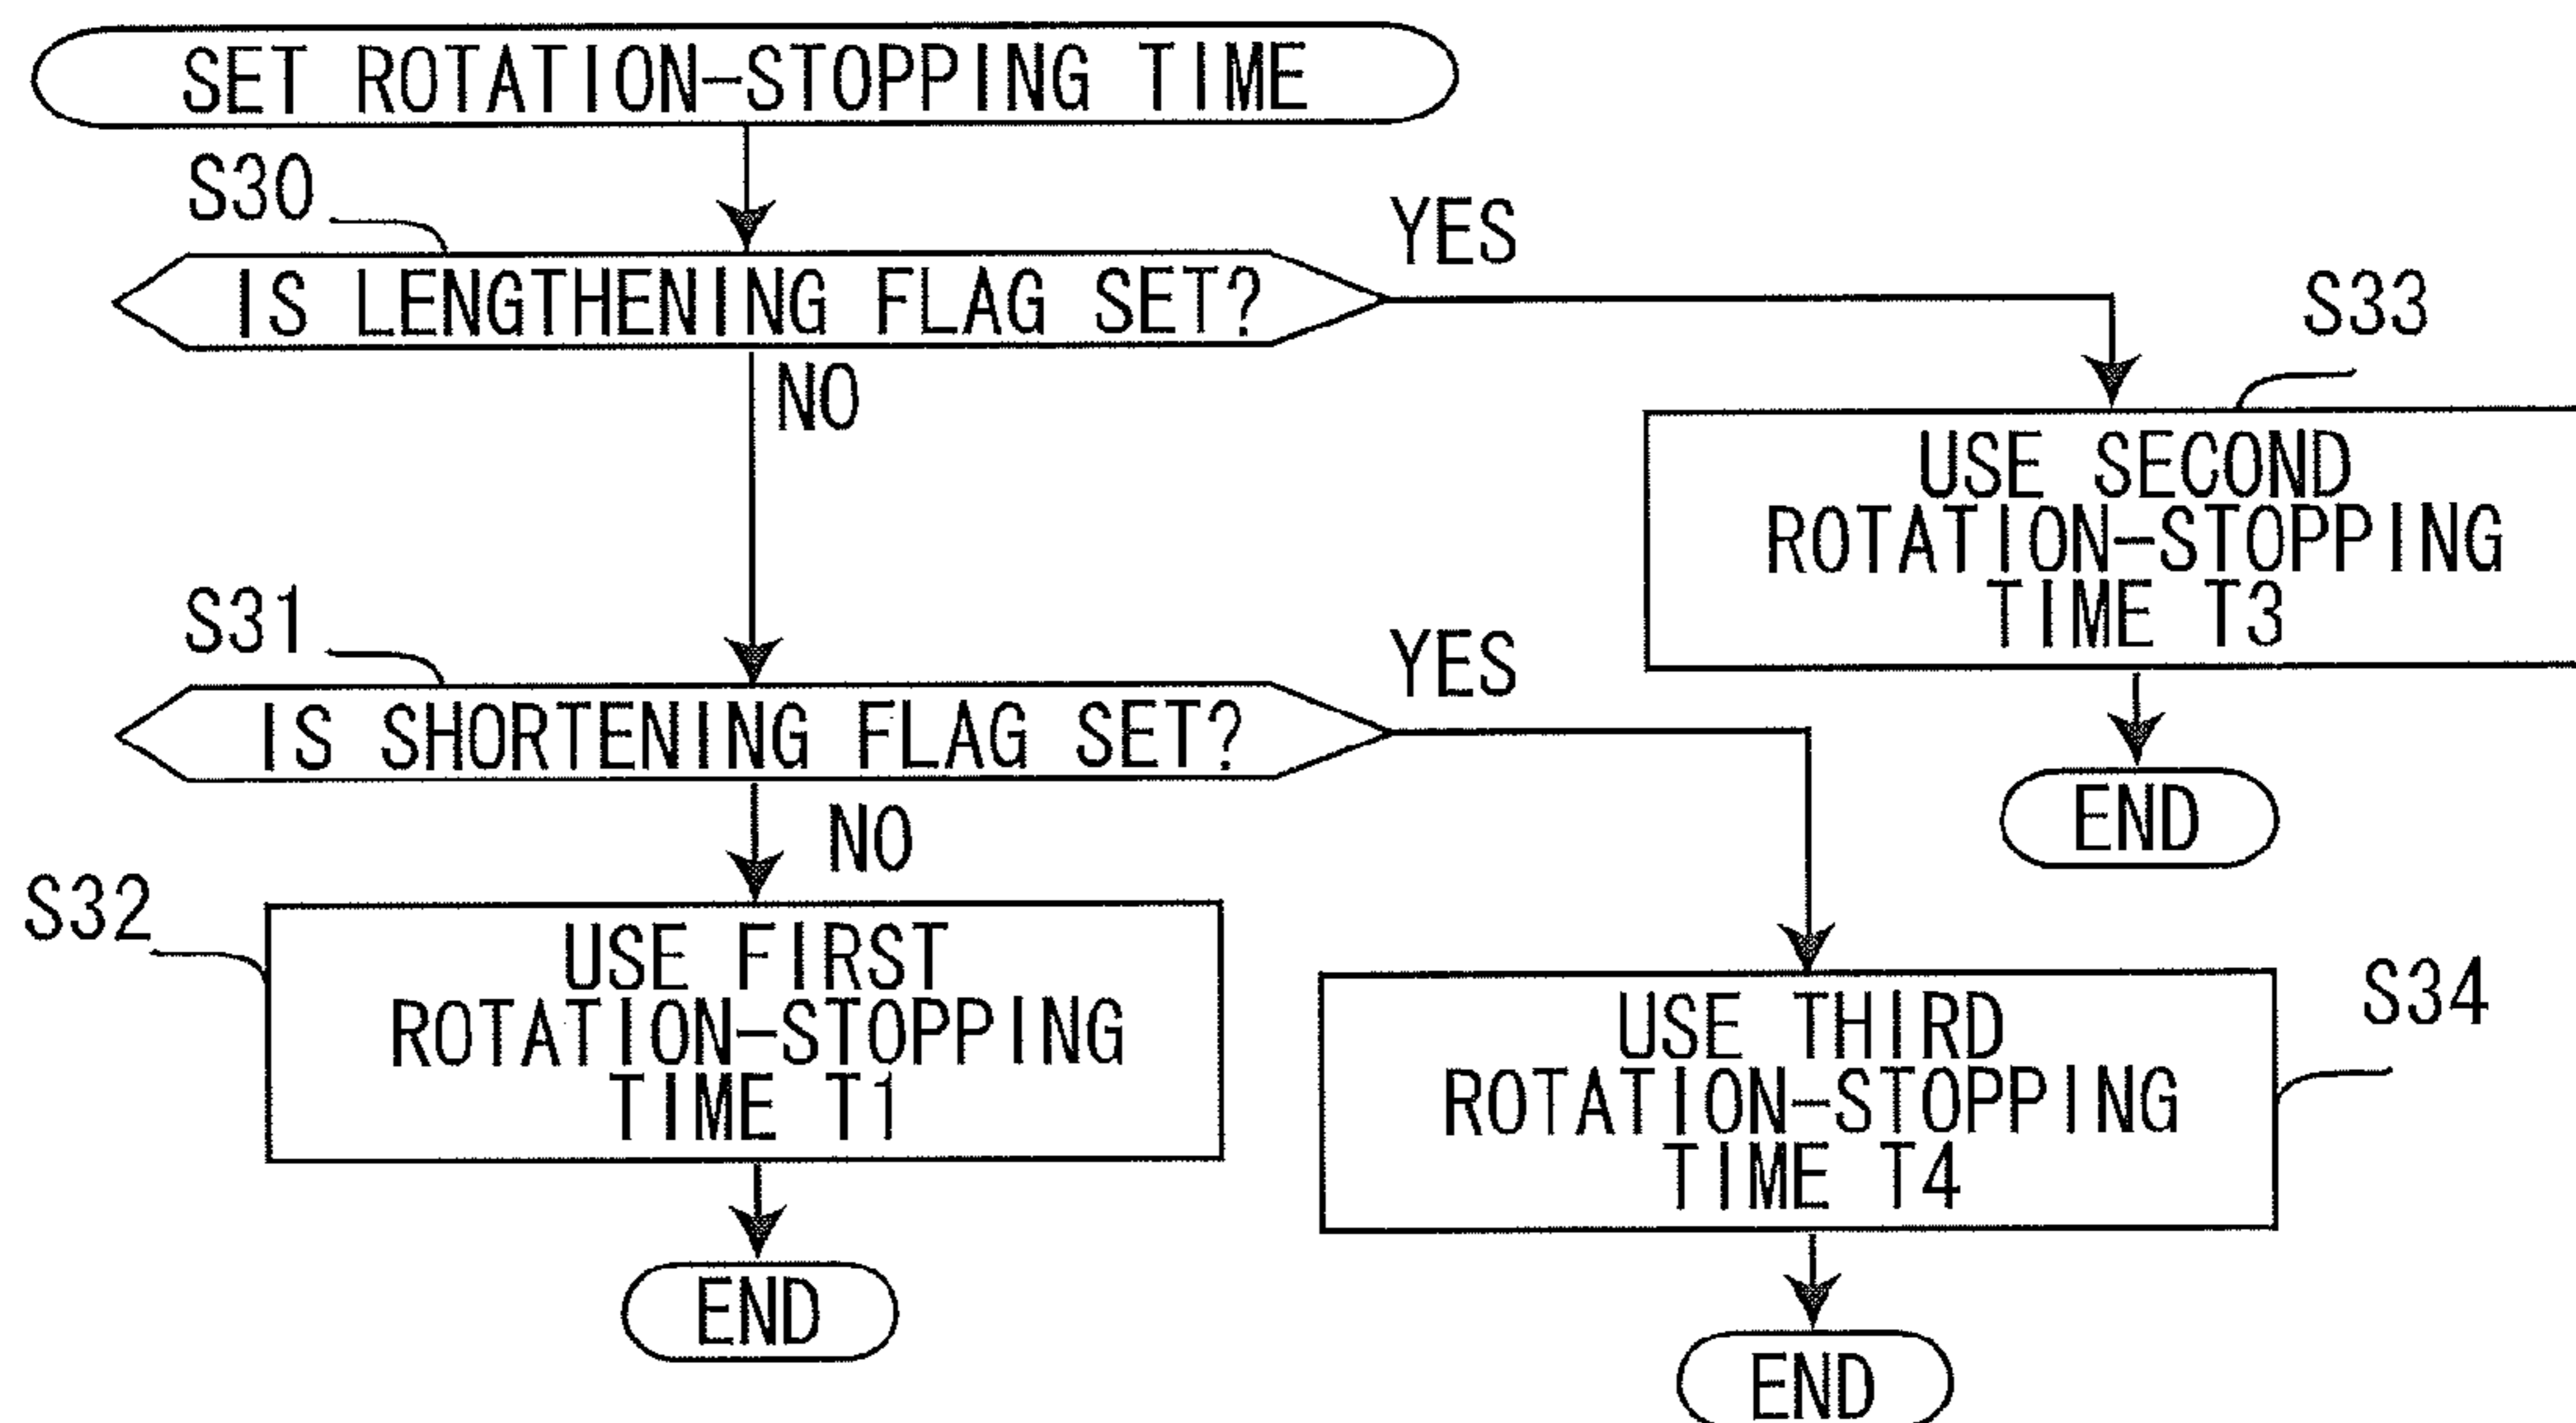 SET ROTATION-STOPPING TIME
S30
IS LENGTHENING FLAG SET?
YES
NO
S33
USE SECOND
ROTATION-STOPPING
TIME T3
END
S31
IS SHORTENING FLAG SET?
YES
NO
S32
USE FIRST
ROTATION-STOPPING
TIME T1
END
S34
USE THIRD
ROTATION-STOPPING
TIME T4
END